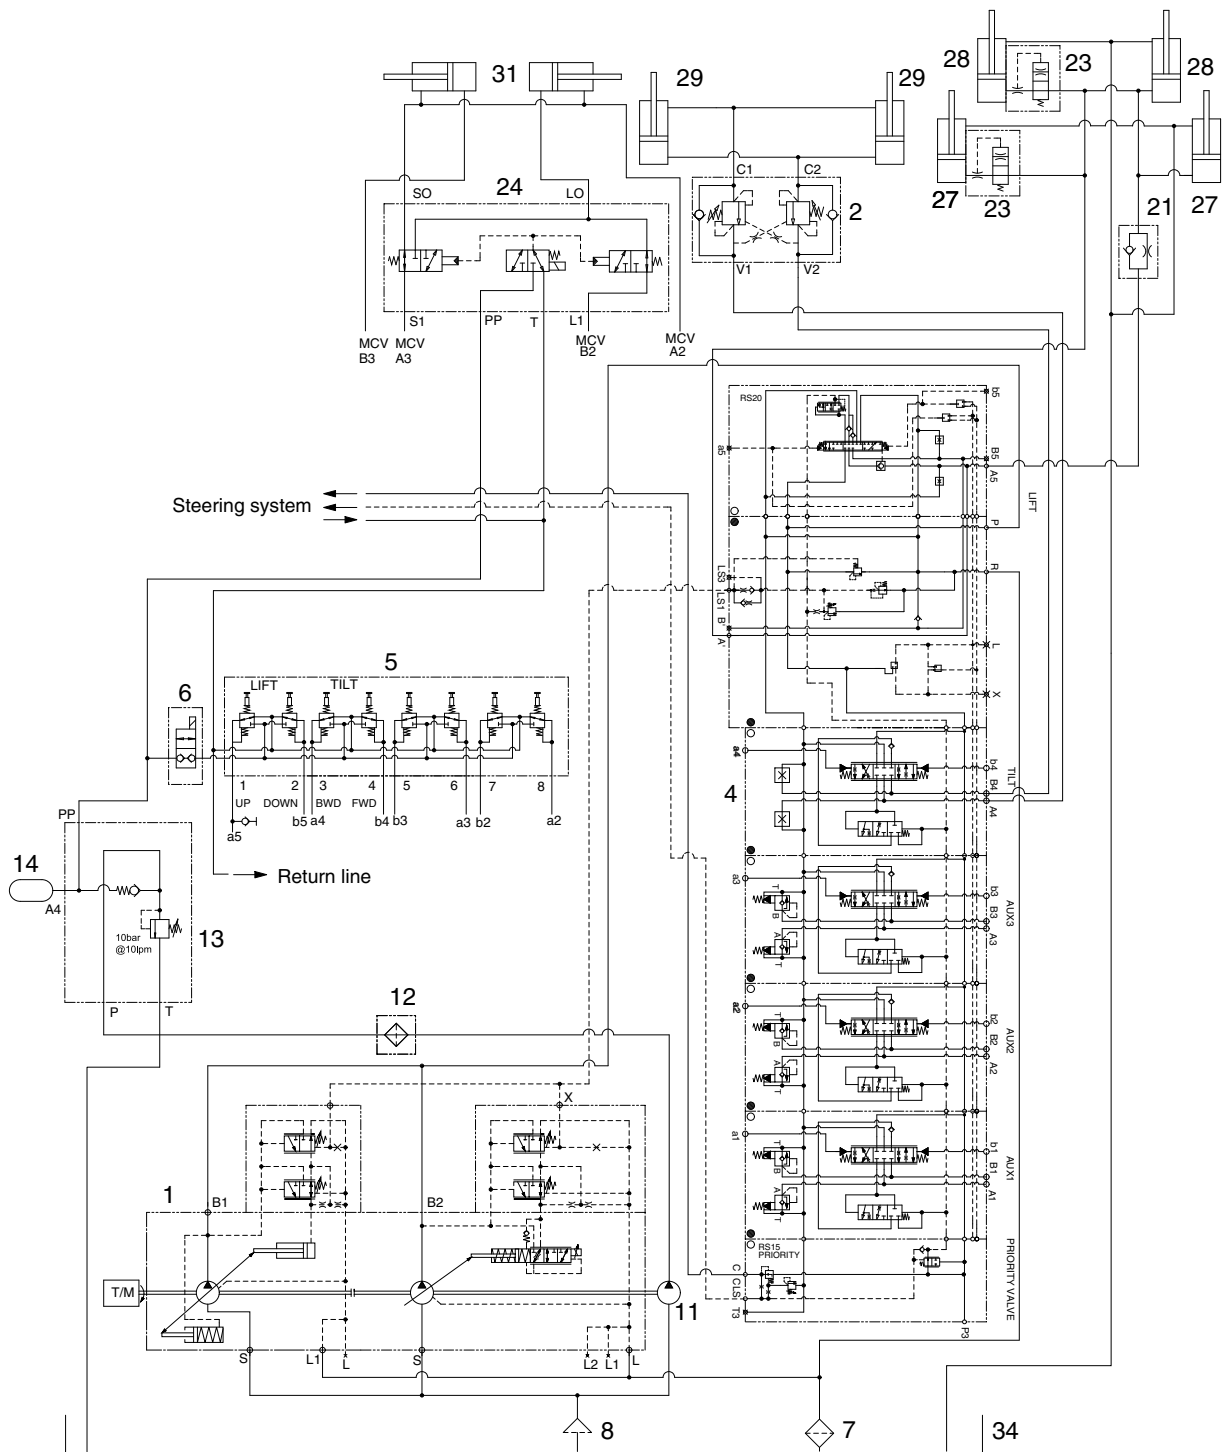 28
23
28
31
29
29
27
23
27
21
C1
C2
2
V1
V2
SO
24
LO
S1
PP
T
L1
MCV
B3
MCV
A3
MCV
B2
MCV
A2
RS20
b5
a5
B5
A5
LIFT
P
R
Steering system
LS3
LS1
B'
A'
L
X
5
6
LIFT
TILT
1
2
3
4
5
6
7
8
UP
DOWN
BWD
FWD
a5
b5
a4
b4
b3
a3
b2
a2
Return line
PP
14
A4
10bar
@10lpm
13
P
T
12
4
a4
b4
B4
A4
TILT
a3
T
B
A
T
b3
B3
A3
AUX3
a2
T
B
A
T
b2
B2
A2
AUX2
a1
T
B
A
T
b1
B1
A1
AUX1
RS15
PRIORITY
PRIORITY VALVE
C
CLS
T3
P3
X
1
B1
B2
T/M
11
S
L1
L
S
L2
L1
L
8
7
34